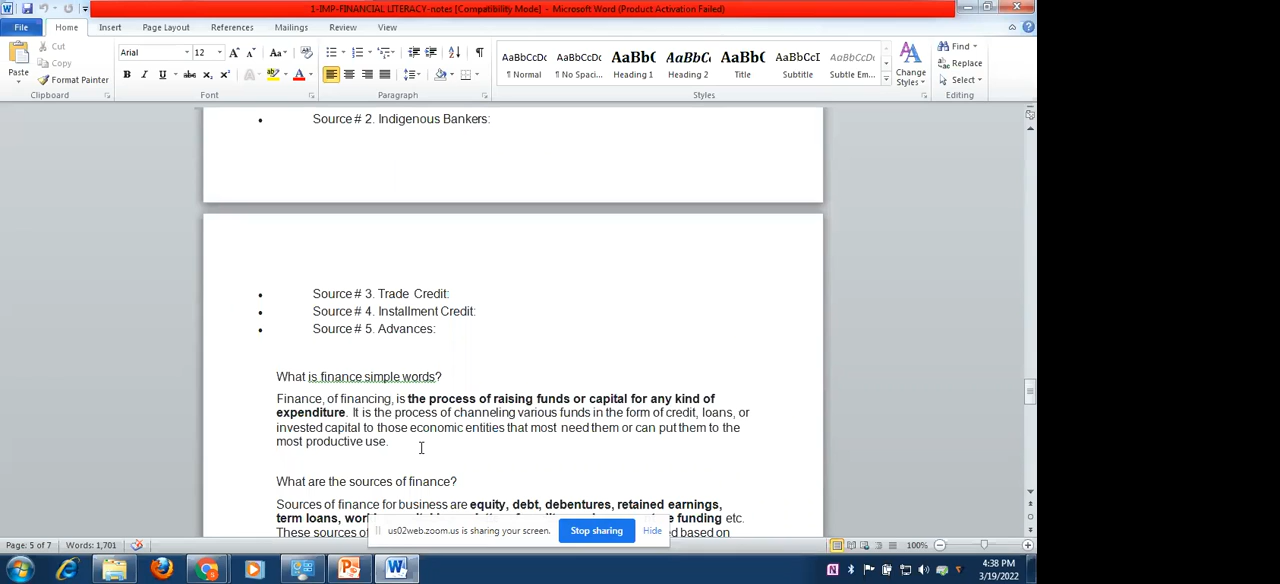 1-IMP-FINANCIAL LITERACY-notes [Compatibility Mode] - Microsoft Word (Product Activation Failed)
File Home Insert Page Layout References Mailings Review View
Cut
Copy
Format Painter
Paste
Clipboard
Arial 12
Font
Paragraph
AaBbCcDc AaBbCcDc AaBbC AaBbCc AaBbC AaBbCcI AaBbCcDc
¶ Normal ¶ No Spaci... Heading 1 Heading 2 Title Subtitle Subtle Em...
Change
Styles
Styles
Find
Replace
Select
Editing
• Source # 2. Indigenous Bankers:
• Source # 3. Trade Credit:
• Source # 4. Installment Credit:
• Source # 5. Advances:
What is finance simple words?
Finance, of financing, is the process of raising funds or capital for any kind of
expenditure. It is the process of channeling various funds in the form of credit, loans, or
invested capital to those economic entities that most need them or can put them to the
most productive use.
What are the sources of finance?
Sources of finance for business are equity, debt, debentures, retained earnings,
term loans, funding etc.
These sources based on
us02web.zoom.us is sharing your screen. Stop sharing Hide
Page: 5 of 7 Words: 1,701 100%
4:38 PM
3/19/2022